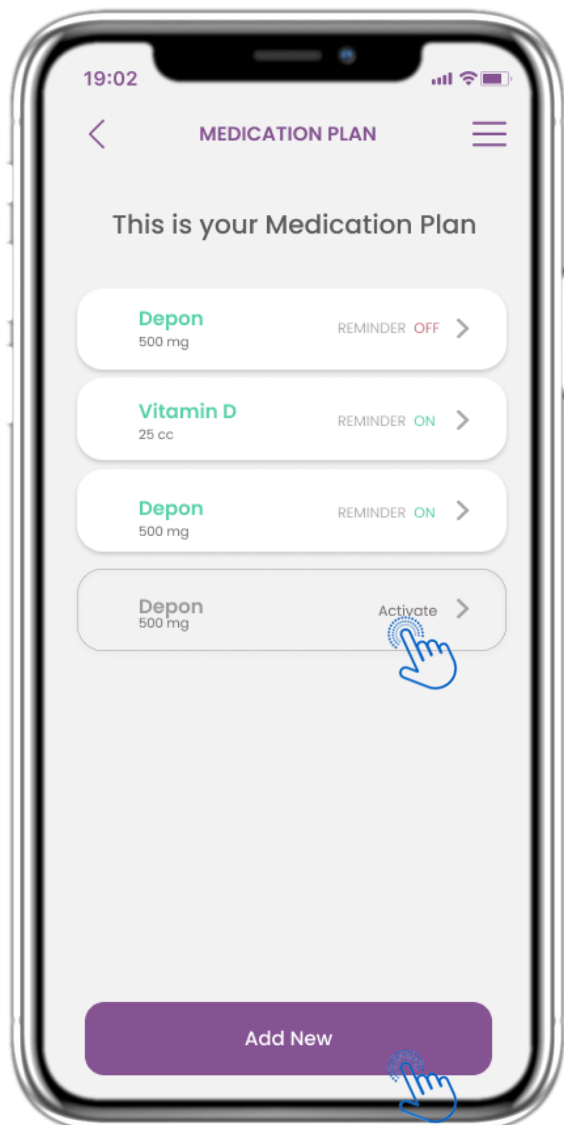 19:02
MEDICATION PLAN
This is your Medication Plan
Depon
500 mg
REMINDER OFF
Vitamin D
25 cc
REMINDER ON
Depon
500 mg
REMINDER ON
Depon
500 mg
Activate
Add New